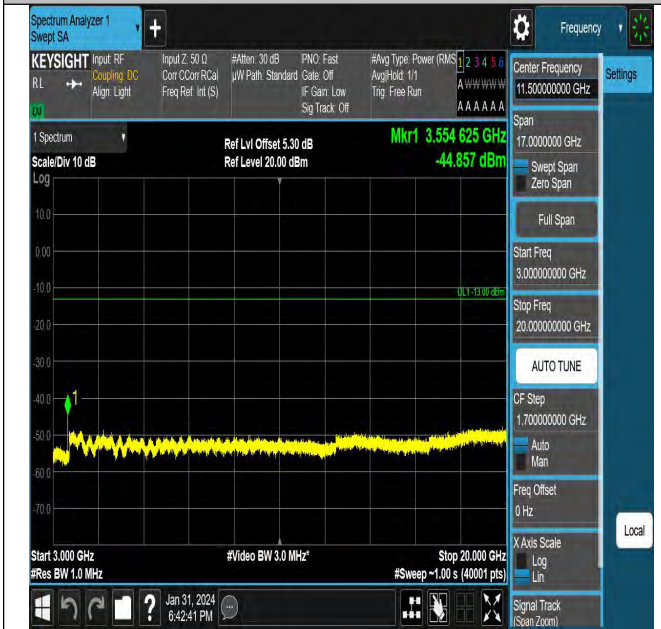 Spectrum Analyzer 1
Swept SA
+
Frequency
KEYSIGHT
RL
Input: RF
Coupling: DC
Align: Light
Input Z: 50 Ω
Corr CCorr RCal
Freq Ref: Int (S)
#Atten: 30 dB
µW Path: Standard
PNO: Fast
Gate: Off
IF Gain: Low
Sig Track: Off
#Avg Type: Power (RMS
Avg|Hold: 1/1
Trig: Free Run
1 2 3 4 5 6
A W W W W W
A A A A A A
Center Frequency
11.500000000 GHz
Settings
Span
17.0000000 GHz
Swept Span
Zero Span
Full Span
Start Freq
3.000000000 GHz
Stop Freq
20.000000000 GHz
AUTO TUNE
CF Step
1.700000000 GHz
Auto
Man
Freq Offset
0 Hz
X Axis Scale
Log
Lin
Signal Track
(Span Zoom)
Local
1 Spectrum
Scale/Div 10 dB
Log
Ref Lvl Offset 5.30 dB
Ref Level 20.00 dBm
Mkr1 3.554 625 GHz
-44.857 dBm
10.0
0.00
-10.0
DL1 -13.00 dBm
-20.0
-30.0
-40.0
1
-50.0
-60.0
-70.0
Start 3.000 GHz
#Res BW 1.0 MHz
#Video BW 3.0 MHz*
Stop 20.000 GHz
#Sweep ~1.00 s (40001 pts)
?
Jan 31, 2024
6:42:41 PM